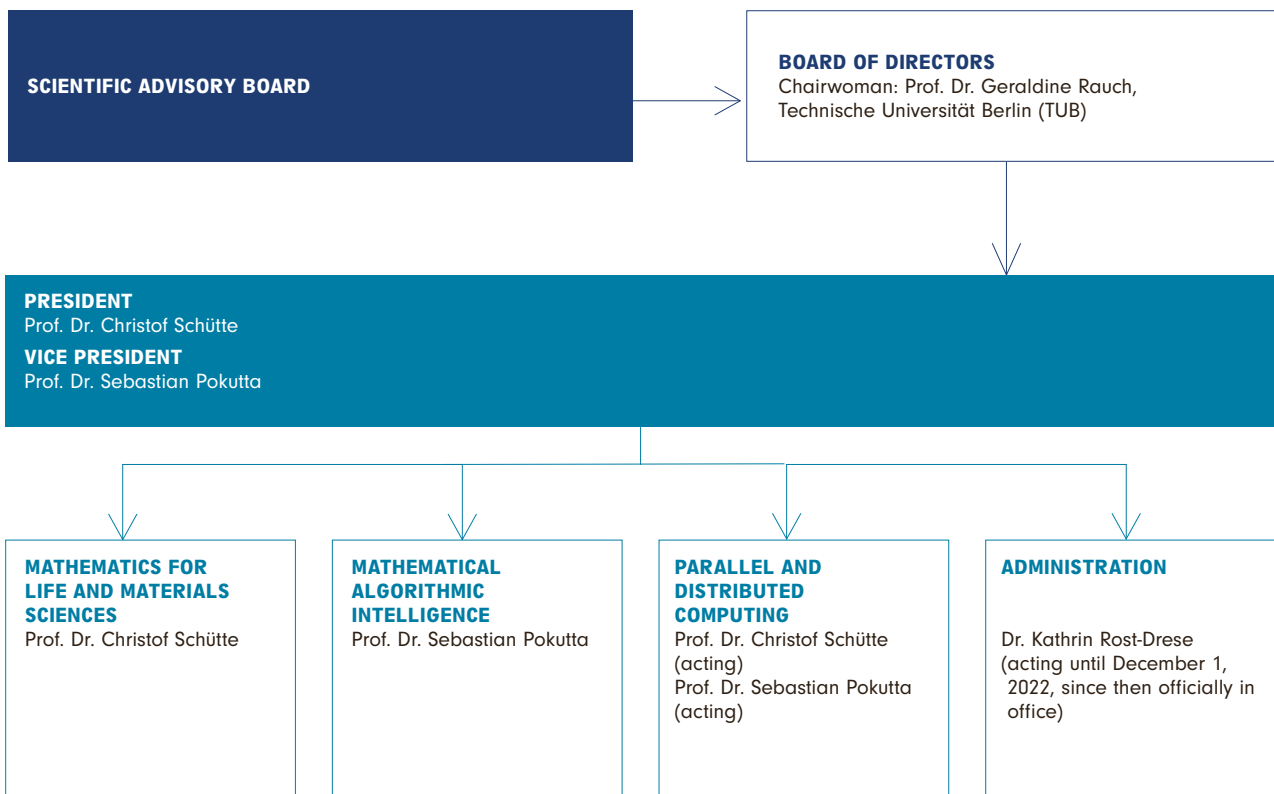 SCIENTIFIC ADVISORY BOARD
BOARD OF DIRECTORS
Chairwoman: Prof. Dr. Geraldine Rauch,
Technische Universität Berlin (TUB)
PRESIDENT
Prof. Dr. Christof Schütte
VICE PRESIDENT
Prof. Dr. Sebastian Pokutta
MATHEMATICS FOR
LIFE AND MATERIALS
SCIENCES
Prof. Dr. Christof Schütte
MATHEMATICAL
ALGORITHMIC
INTELLIGENCE
Prof. Dr. Sebastian Pokutta
PARALLEL AND
DISTRIBUTED
COMPUTING
Prof. Dr. Christof Schütte
(acting)
Prof. Dr. Sebastian Pokutta
(acting)
ADMINISTRATION
Dr. Kathrin Rost-Drese
(acting until December 1,
2022, since then officially in
office)